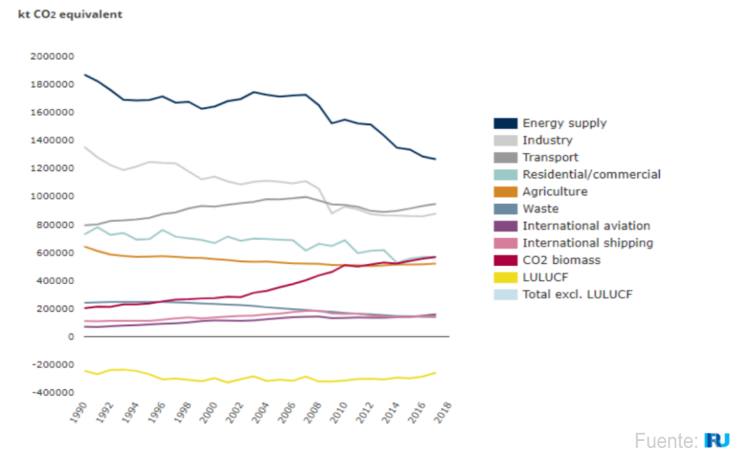 kt CO2 equivalent
2000000
1800000
1600000
1400000
1200000
1000000
800000
600000
400000
200000
0
-200000
-400000
1990
1992
1994
1996
1998
2000
2002
2004
2006
2008
2010
2012
2014
2016
2018
Energy supply
Industry
Transport
Residential/commercial
Agriculture
Waste
International aviation
International shipping
CO2 biomass
LULUCF
Total excl. LULUCF
Fuente: IRU